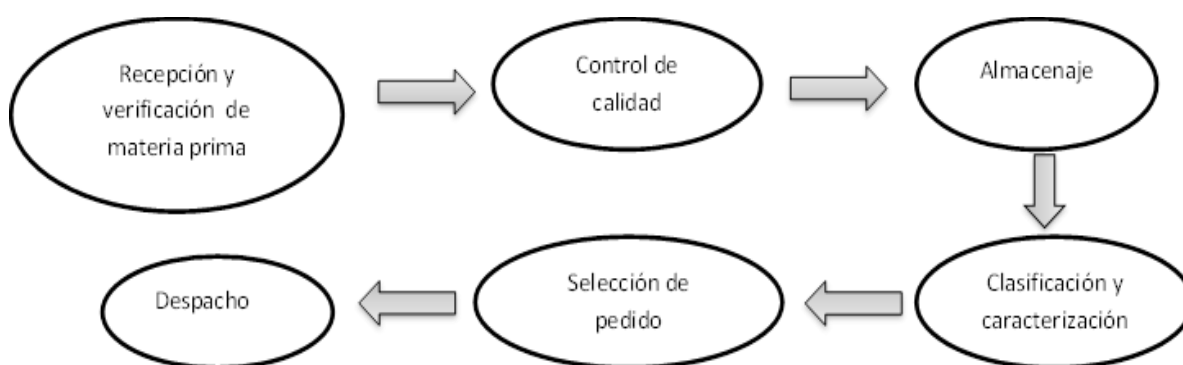 Recepción y
verificación de
materia prima
Control de
calidad
Almacenaje
Clasificación y
caracterización
Selección de
pedido
Despacho